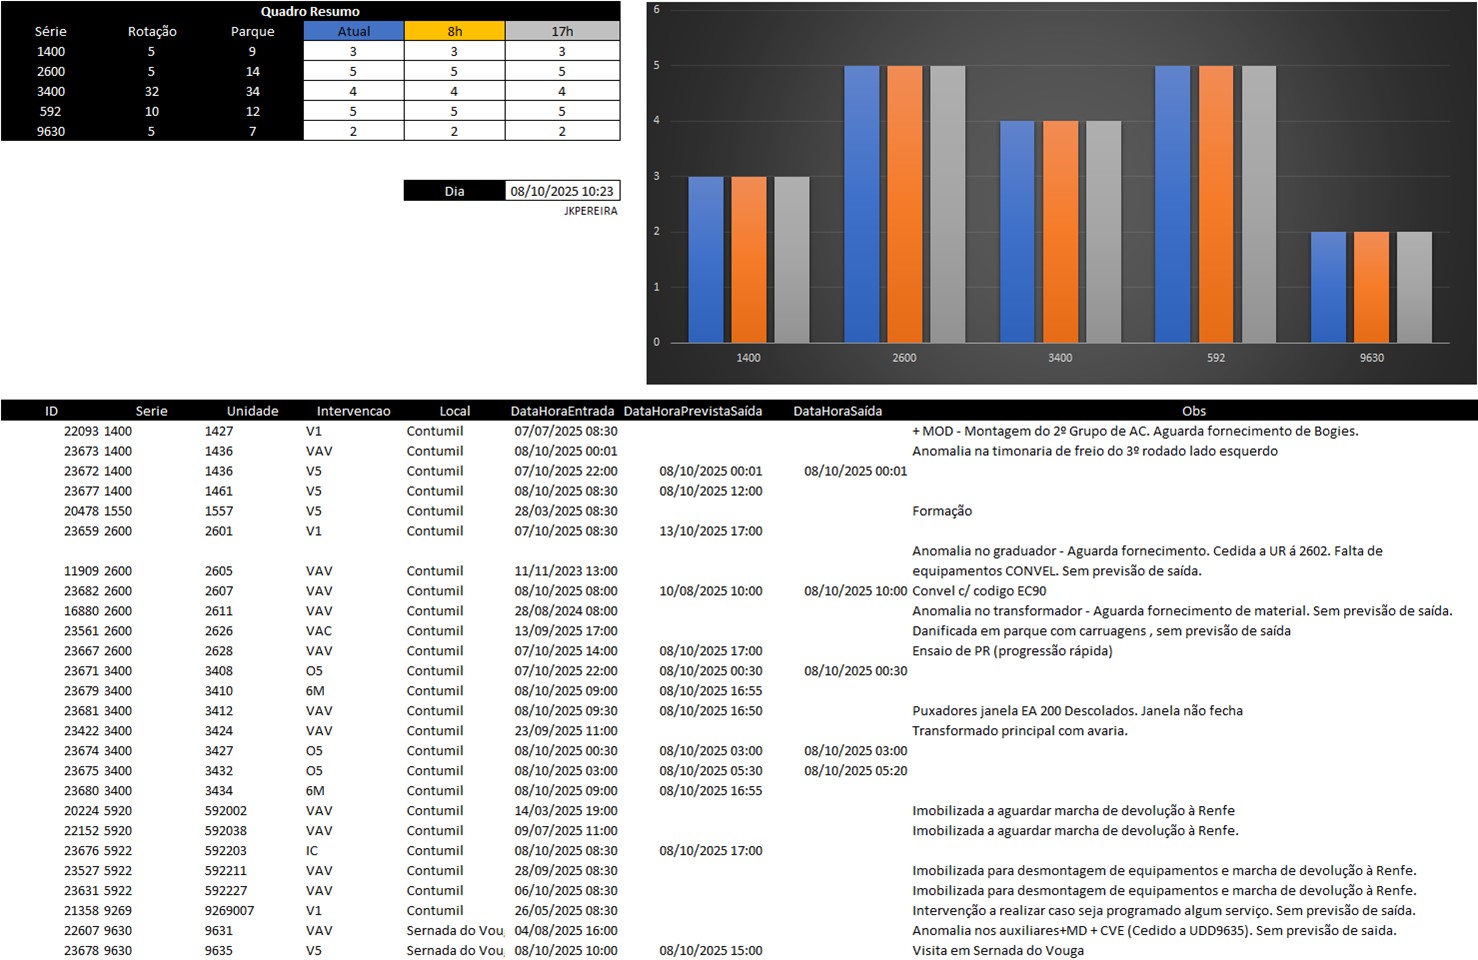 Quadro Resumo
Série Rotação Parque Atual 8h 17h
1400 5 9 3 3 3
2600 5 14 5 5 5
3400 32 34 4 4 4
592 10 12 5 5 5
9630 5 7 2 2 2
Dia 08/10/2025 10:23
JKPEREIRA
6
5
4
3
2
1
0
1400 2600 3400 592 9630
ID Serie Unidade Intervencao Local DataHoraEntrada DataHoraPrevistaSaída DataHoraSaída Obs
22093 1400 1427 V1 Contumil 07/07/2025 08:30 + MOD - Montagem do 2º Grupo de AC. Aguarda fornecimento de Bogies.
23673 1400 1436 VAV Contumil 08/10/2025 00:01 Anomalia na timonaria de freio do 3º rodado lado esquerdo
23672 1400 1436 V5 Contumil 07/10/2025 22:00 08/10/2025 00:01 08/10/2025 00:01
23677 1400 1461 V5 Contumil 08/10/2025 08:30 08/10/2025 12:00
20478 1550 1557 V5 Contumil 28/03/2025 08:30 Formação
23659 2600 2601 V1 Contumil 07/10/2025 08:30 13/10/2025 17:00
Anomalia no graduador - Aguarda fornecimento. Cedida a UR á 2602. Falta de
11909 2600 2605 VAV Contumil 11/11/2023 13:00 equipamentos CONVEL. Sem previsão de saída.
23682 2600 2607 VAV Contumil 08/10/2025 08:00 10/08/2025 10:00 08/10/2025 10:00 Convel c/ codigo EC90
16880 2600 2611 VAV Contumil 28/08/2024 08:00 Anomalia no transformador - Aguarda fornecimento de material. Sem previsão de saída.
23561 2600 2626 VAC Contumil 13/09/2025 17:00 Danificada em parque com carruagens , sem previsão de saída
23667 2600 2628 VAV Contumil 07/10/2025 14:00 08/10/2025 17:00 Ensaio de PR (progressão rápida)
23671 3400 3408 O5 Contumil 07/10/2025 22:00 08/10/2025 00:30 08/10/2025 00:30
23679 3400 3410 6M Contumil 08/10/2025 09:00 08/10/2025 16:55
23681 3400 3412 VAV Contumil 08/10/2025 09:30 08/10/2025 16:50 Puxadores janela EA 200 Descolados. Janela não fecha
23422 3400 3424 VAV Contumil 23/09/2025 11:00 Transformado principal com avaria.
23674 3400 3427 O5 Contumil 08/10/2025 00:30 08/10/2025 03:00 08/10/2025 03:00
23675 3400 3432 O5 Contumil 08/10/2025 03:00 08/10/2025 05:30 08/10/2025 05:20
23680 3400 3434 6M Contumil 08/10/2025 09:00 08/10/2025 16:55
20224 5920 592002 VAV Contumil 14/03/2025 19:00 Imobilizada a aguardar marcha de devolução à Renfe
22152 5920 592038 VAV Contumil 09/07/2025 11:00 Imobilizada a aguardar marcha de devolução à Renfe.
23676 5922 592203 IC Contumil 08/10/2025 08:30 08/10/2025 17:00
23527 5922 592211 VAV Contumil 28/09/2025 08:30 Imobilizada para desmontagem de equipamentos e marcha de devolução à Renfe.
23631 5922 592227 VAV Contumil 06/10/2025 08:30 Imobilizada para desmontagem de equipamentos e marcha de devolução à Renfe.
21358 9269 9269007 V1 Contumil 26/05/2025 08:30 Intervenção a realizar caso seja programado algum serviço. Sem previsão de saída.
22607 9630 9631 VAV Sernada do Vou 04/08/2025 16:00 Anomalia nos auxiliares+MD + CVE (Cedido a UDD9635). Sem previsão de saida.
23678 9630 9635 V5 Sernada do Vou 08/10/2025 10:00 08/10/2025 15:00 Visita em Sernada do Vouga